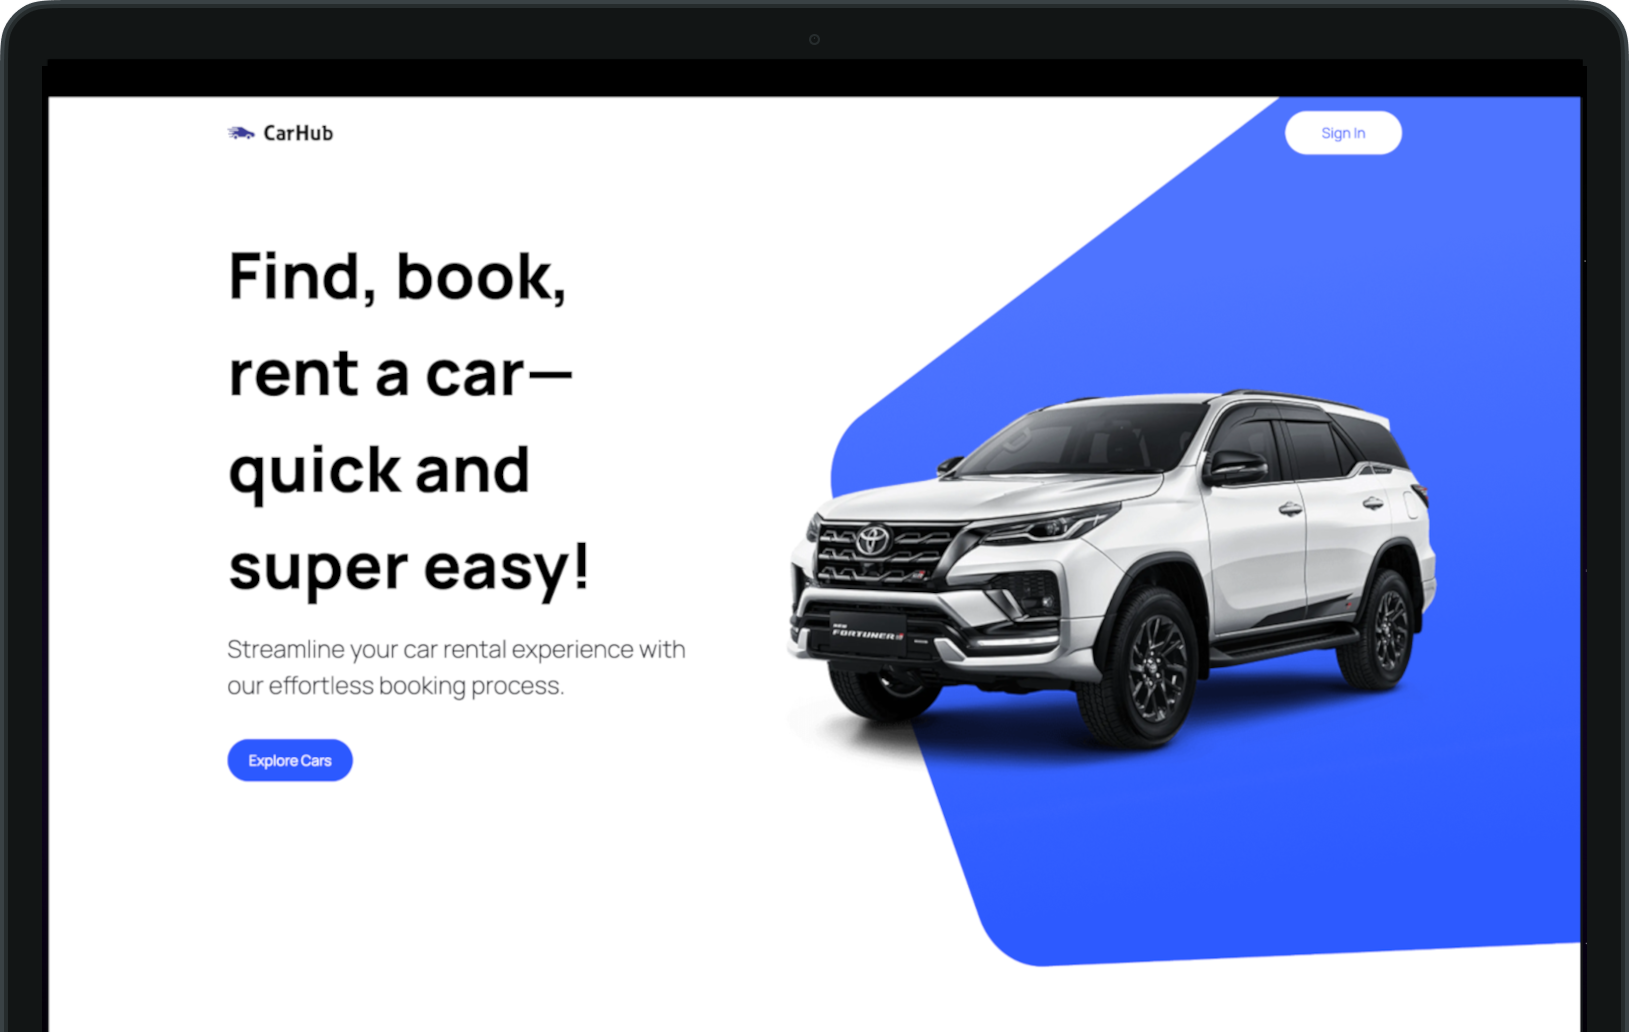 CarHub
Sign In
Find, book,
rent a car—
quick and
super easy!
Streamline your car rental experience with
our effortless booking process.
Explore Cars
NEW
FORTUNER